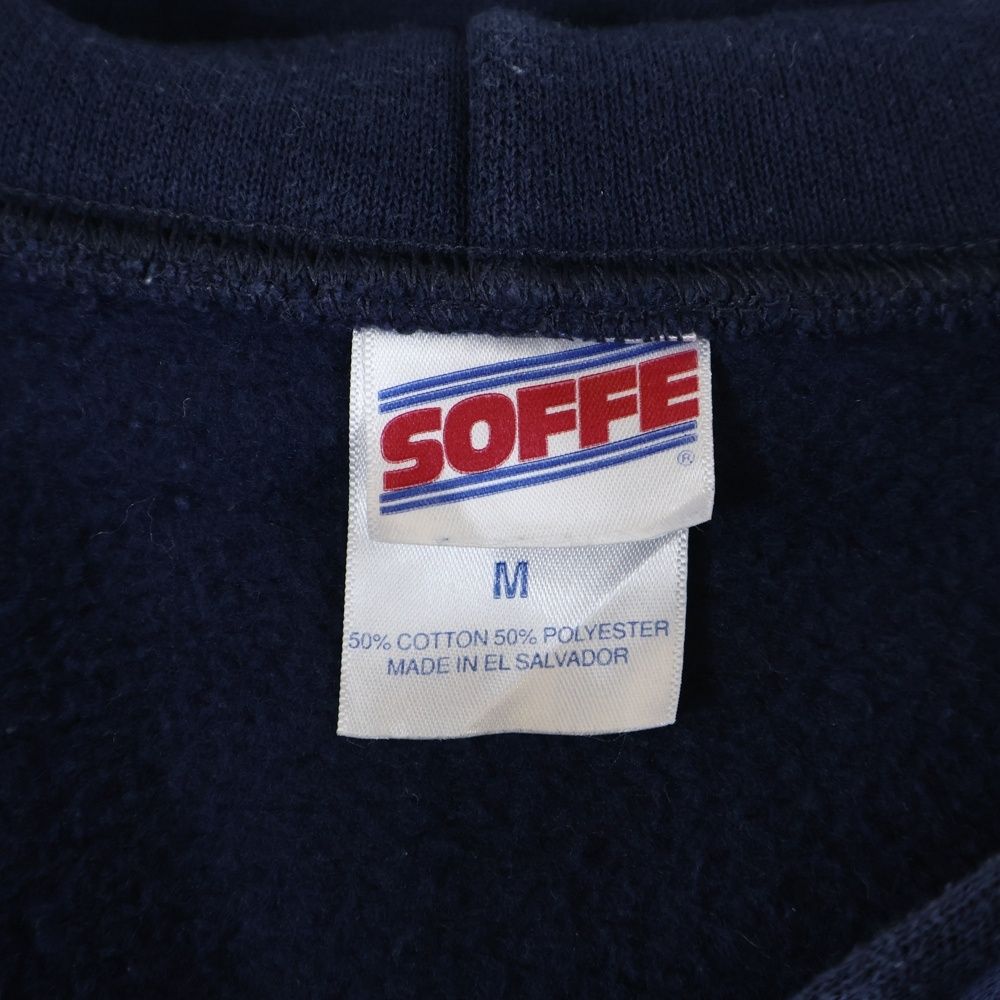 SOFFE
®
M
50% COTTON 50% POLYESTER
MADE IN EL SALVADOR